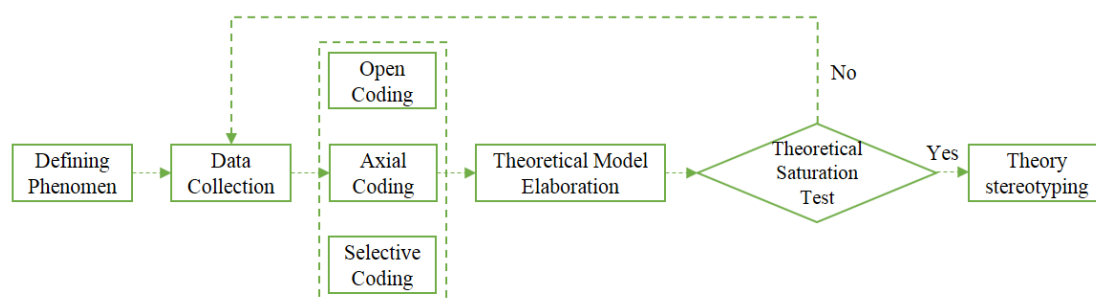 Defining
Phenomen
Data
Collection
Open
Coding
Axial
Coding
Selective
Coding
Theoretical Model
Elaboration
Theoretical
Saturation
Test
No
Yes
Theory
stereotyping